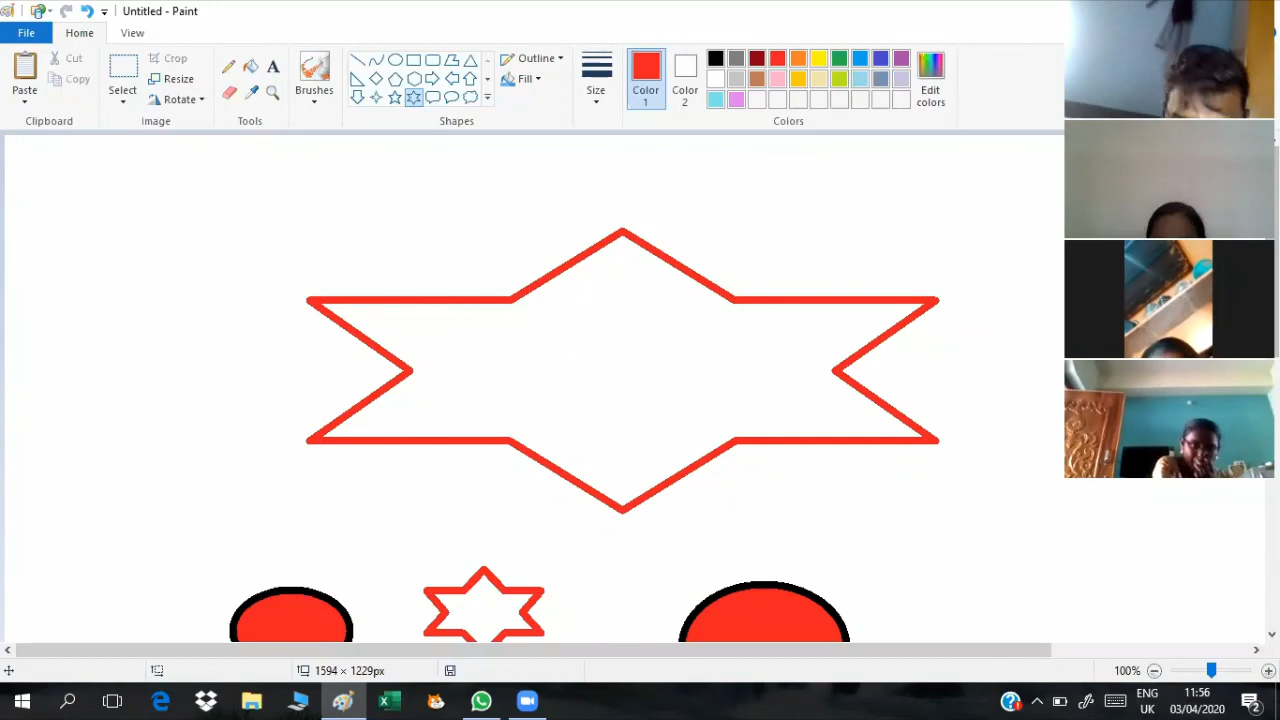 Untitled - Paint
File
Home
View
Paste
Cut
Copy
Clipboard
Select
Crop
Resize
Rotate
Image
A
Tools
Brushes
Shapes
Outline
Fill
Size
Color
1
Color
2
Edit
colors
Colors
1594 × 1229px
100%
ENG
UK
11:56
03/04/2020
2